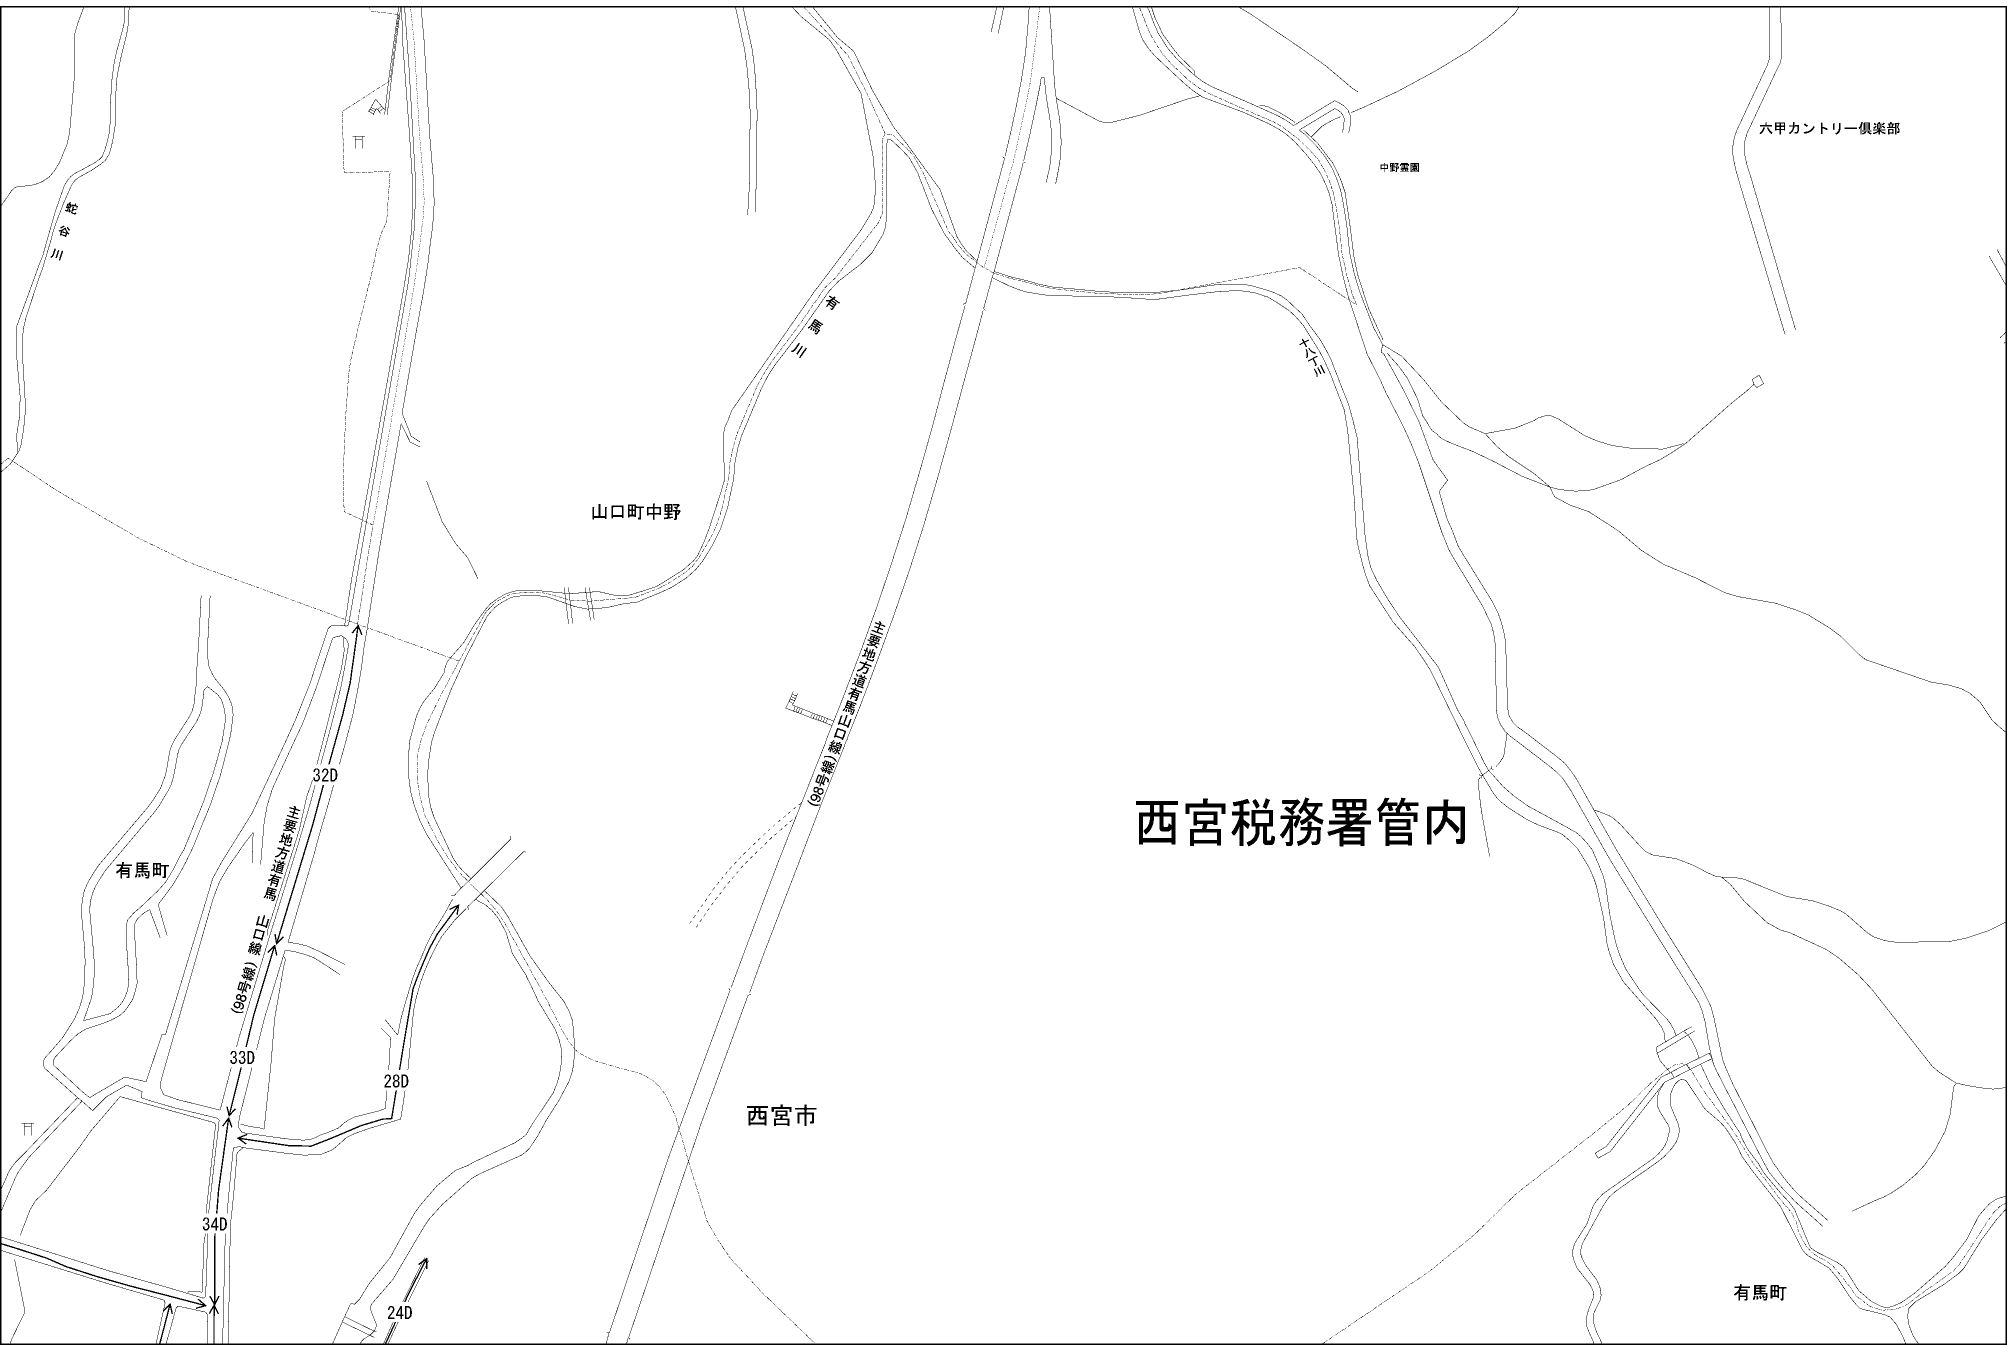 六甲カントリー倶楽部
中野霊園
蛇谷川
有馬川
十八丁川
山口町中野
主要地方道有馬山口線(98号線)
32D
西宮税務署管内
主要地方道有馬山口線(98号線)
有馬町
33D
28D
西宮市
34D
24D
有馬町